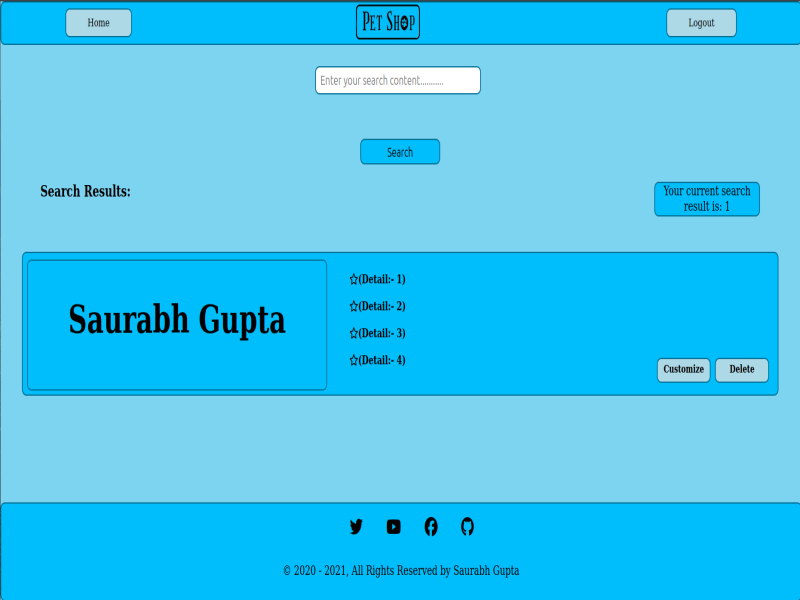 Home
PET SHOP
Logout
Enter your search content...........
Search
Search Results:
Your current search
result is: 1
Saurabh Gupta
☆(Detail:- 1)
☆(Detail:- 2)
☆(Detail:- 3)
☆(Detail:- 4)
Customize
Delete
© 2020 - 2021, All Rights Reserved by Saurabh Gupta